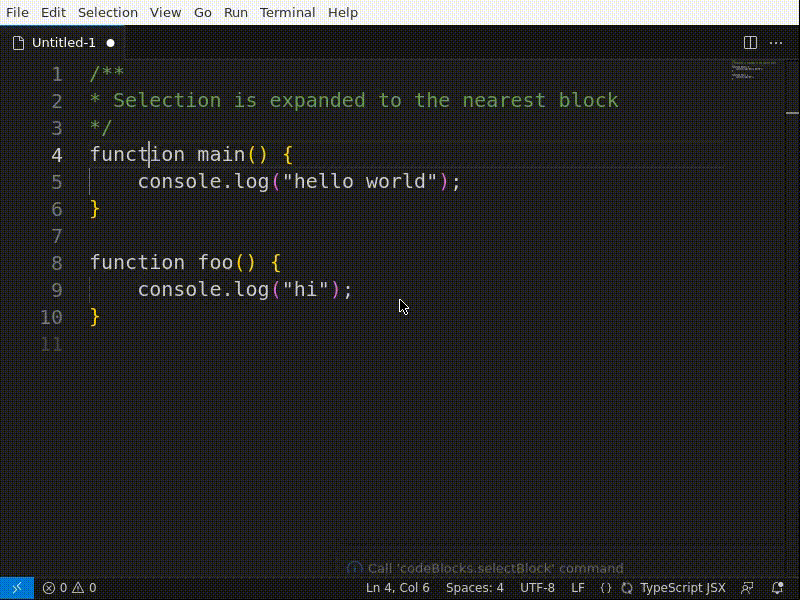 File Edit Selection View Go Run Terminal Help
Untitled-1
1 /**
2 * Selection is expanded to the nearest block
3 */
4 function main() {
5     console.log("hello world");
6 }
7
8 function foo() {
9     console.log("hi");
10 }
11
Call 'codeBlocks.selectBlock' command
0 0 Ln 4, Col 6 Spaces: 4 UTF-8 LF {} TypeScript JSX